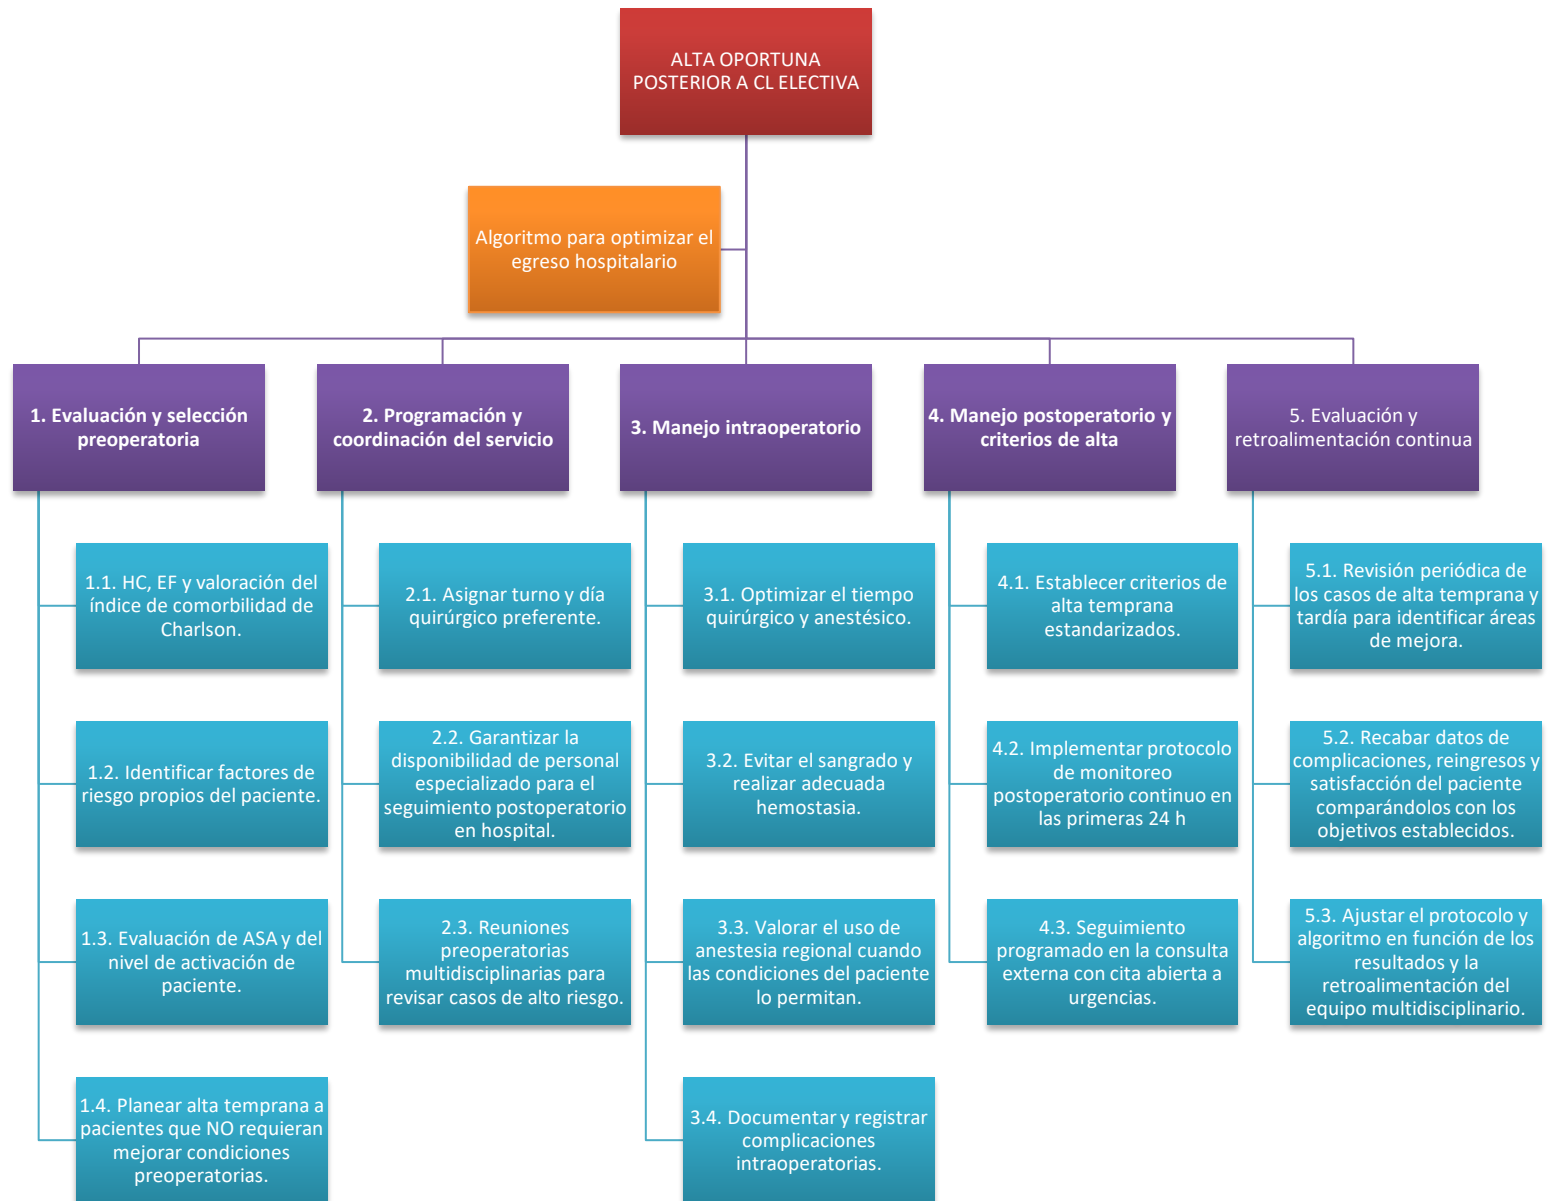 ALTA OPORTUNA
POSTERIOR A CL ELECTIVA
Algoritmo para optimizar el
egreso hospitalario
1. Evaluación y selección
preoperatoria
1.1. HC, EF y valoración del
índice de comorbilidad de
Charlson.
1.2. Identificar factores de
riesgo propios del paciente.
1.3. Evaluación de ASA y del
nivel de activación de
paciente.
1.4. Planear alta temprana a
pacientes que NO requieran
mejorar condiciones
preoperatorias.
2. Programación y
coordinación del servicio
2.1. Asignar turno y día
quirúrgico preferente.
2.2. Garantizar la
disponibilidad de personal
especializado para el
seguimiento postoperatorio
en hospital.
2.3. Reuniones
preoperatorias
multidisciplinarias para
revisar casos de alto riesgo.
3. Manejo intraoperatorio
3.1. Optimizar el tiempo
quirúrgico y anestésico.
3.2. Evitar el sangrado y
realizar adecuada
hemostasia.
3.3. Valorar el uso de
anestesia regional cuando
las condiciones del paciente
lo permitan.
3.4. Documentar y registrar
complicaciones
intraoperatorias.
4. Manejo postoperatorio y
criterios de alta
4.1. Establecer criterios de
alta temprana
estandarizados.
4.2. Implementar protocolo
de monitoreo
postoperatorio continuo en
las primeras 24 h
4.3. Seguimiento
programado en la consulta
externa con cita abierta a
urgencias.
5. Evaluación y
retroalimentación continua
5.1. Revisión periódica de
los casos de alta temprana y
tardía para identificar áreas
de mejora.
5.2. Recabar datos de
complicaciones, reingresos y
satisfacción del paciente
comparándolos con los
objetivos establecidos.
5.3. Ajustar el protocolo y
algoritmo en función de los
resultados y la
retroalimentación del
equipo multidisciplinario.